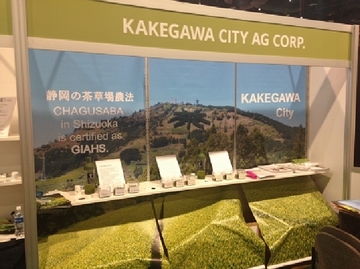 KAKEGAWA CITY AG CORP.
静岡の茶草場農法
CHAGUSABA
in Shizuoka
is certified as
GIAHS.
KAKEGAWA
City